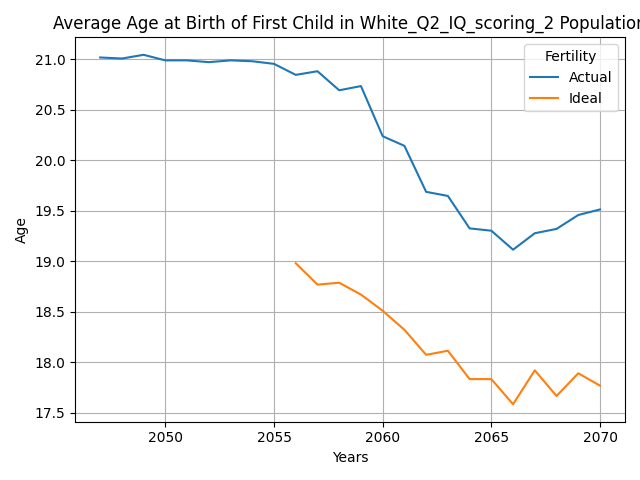 Average Age at Birth of First Child in White_Q2_IQ_scoring_2 Population
Fertility
Actual
Ideal
21.0
20.5
20.0
19.5
19.0
18.5
18.0
17.5
Age
2050
2055
2060
2065
2070
Years